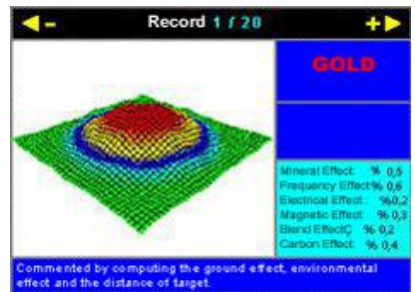 - Record 1 / 20 +
GOLD
Mineral Effect: % 0,5
Frequency Effect% 0,6
Electrical Effect: %0,2
Magnetic Effect: % 0,3
Blend EffectÇ % 0,2
Carbon Effect: % 0,4
Commented by computing the ground effect, environmental
effect and the distance of target.